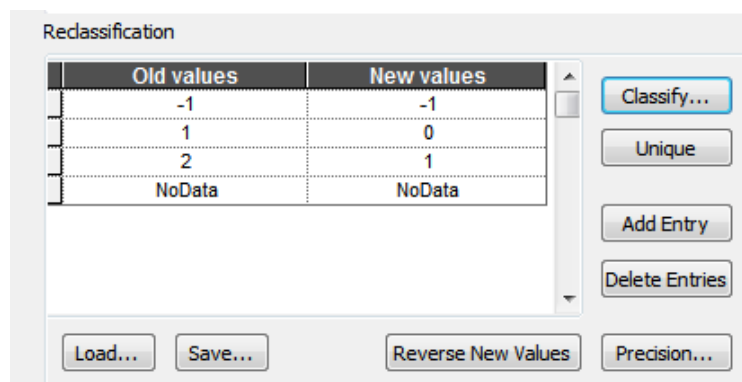 Reclassification
Old values New values
-1 -1
1 0
2 1
NoData NoData
Classify...
Unique
Add Entry
Delete Entries
Load... Save... Reverse New Values Precision...